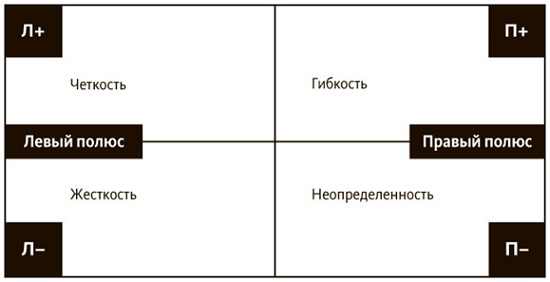 Л+
П+
Четкость
Гибкость
Левый полюс
Правый полюс
Жесткость
Неопределенность
Л–
П–